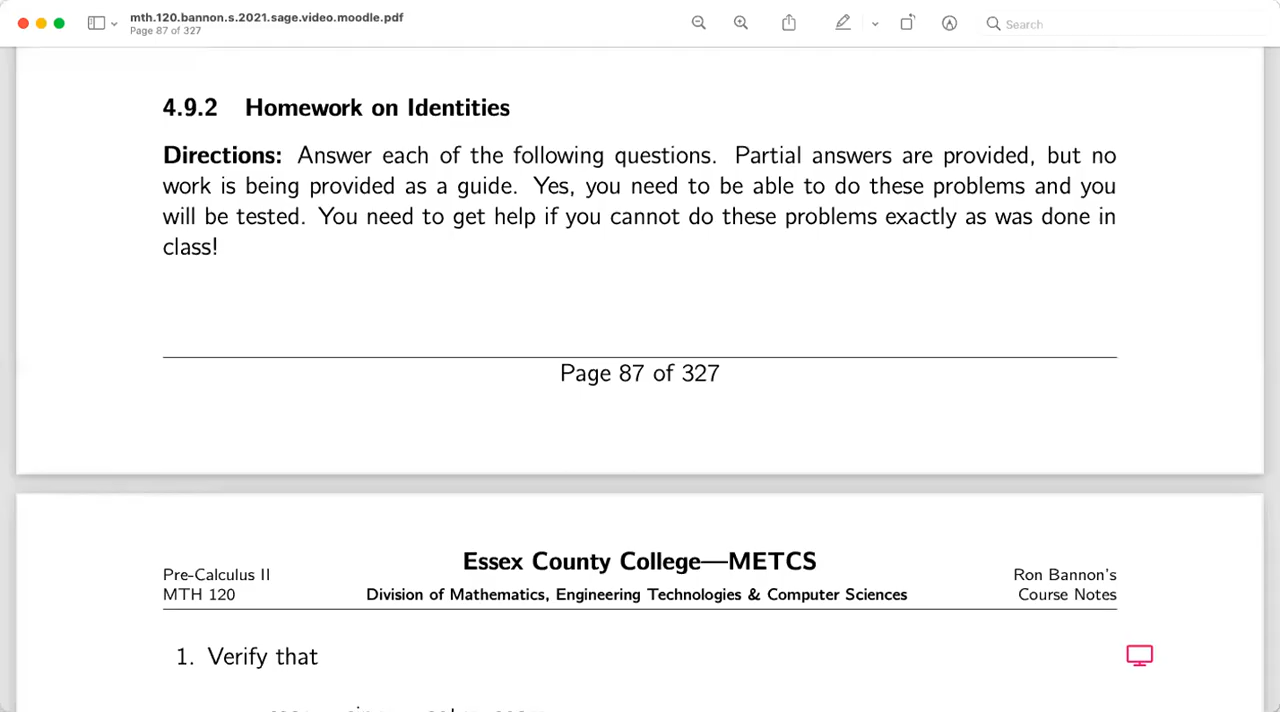 mth.120.bannon.s.2021.sage.video.moodle.pdf
Page 87 of 327
Search
4.9.2 Homework on Identities
Directions: Answer each of the following questions. Partial answers are provided, but no
work is being provided as a guide. Yes, you need to be able to do these problems and you
will be tested. You need to get help if you cannot do these problems exactly as was done in
class!
Page 87 of 327
Essex County College—METCS
Pre-Calculus II
Ron Bannon's
MTH 120
Division of Mathematics, Engineering Technologies & Computer Sciences
Course Notes
1. Verify that